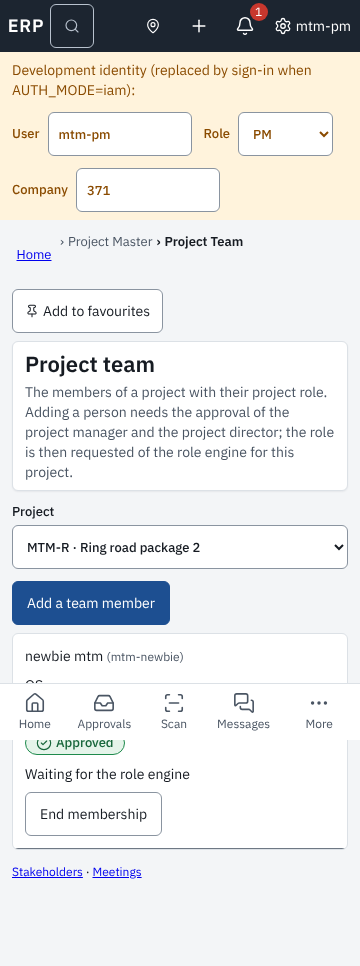 ERP
1
mtm-pm
Development identity (replaced by sign-in when
AUTH_MODE=iam):
User mtm-pm Role PM
Company 371
› Project Master › Project Team
Home
Add to favourites
Project team
The members of a project with their project role.
Adding a person needs the approval of the
project manager and the project director; the role
is then requested of the role engine for this
project.
Project
MTM-R · Ring road package 2
Add a team member
newbie mtm (mtm-newbie)
Home Approvals Scan Messages More
Approved
Waiting for the role engine
End membership
Stakeholders · Meetings